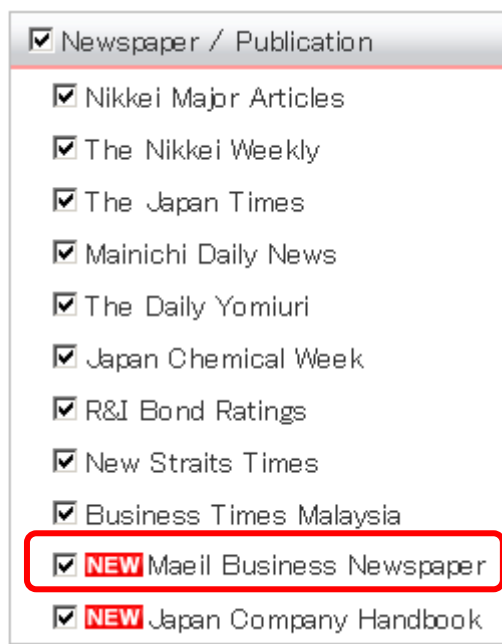 Newspaper / Publication
Nikkei Major Articles
The Nikkei Weekly
The Japan Times
Mainichi Daily News
The Daily Yomiuri
Japan Chemical Week
R&I Bond Ratings
New Straits Times
Business Times Malaysia
NEW Maeil Business Newspaper
NEW Japan Company Handbook